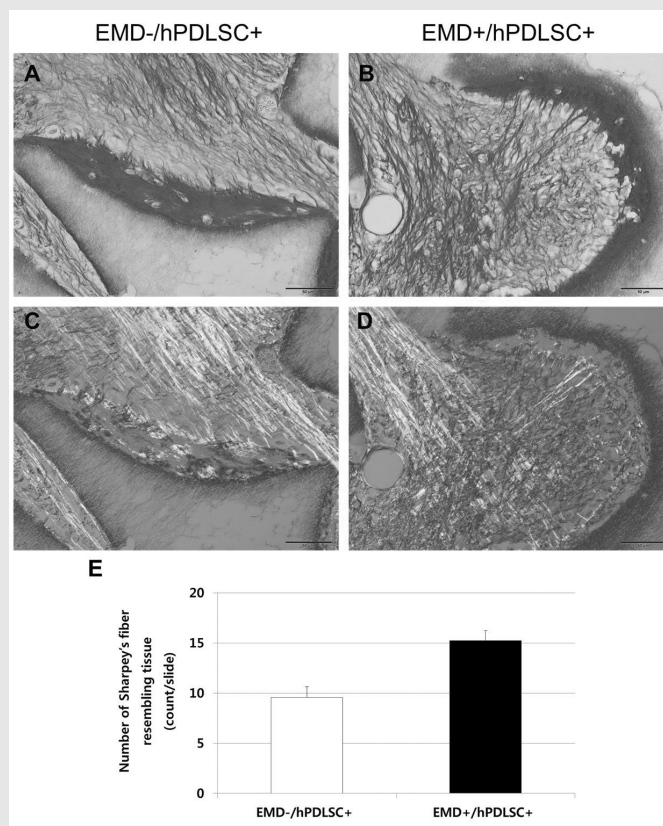 EMD-/hPDLSC+ EMD+/hPDLSC+
A
B
C
D
E
Number of Sharpey's fiber
resembling tissue
(count/slide)
20
15
10
5
0
EMD-/hPDLSC+ EMD+/hPDLSC+